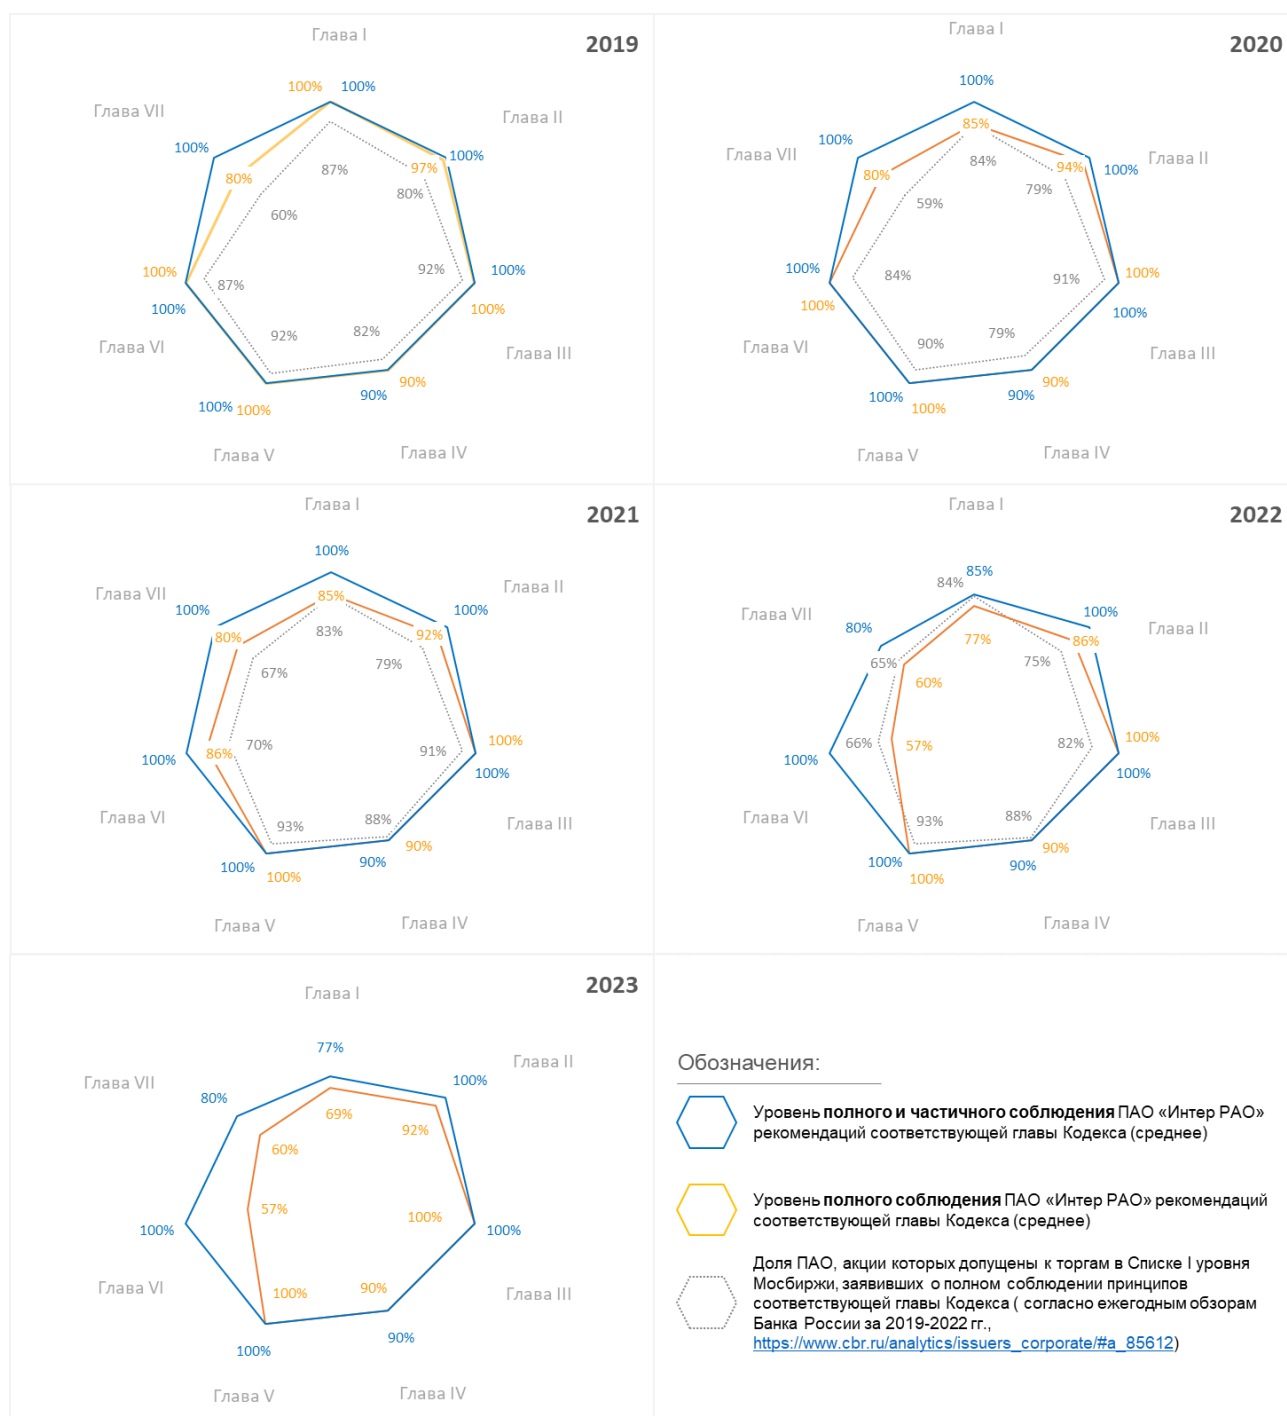 Глава I
2019
100% 100%
Глава VII
Глава II
100%
100%
87%
97%
80%
80%
60%
92%
100%
100%
87%
100%
100%
92%
82%
Глава VI
Глава III
90%
90%
100% 100%
Глава V
Глава IV
Глава I
2020
100%
85%
100%
Глава VII
Глава II
84%
94%
100%
80%
79%
59%
100%
84%
91%
100%
100%
100%
79%
90%
Глава VI
Глава III
90%
90%
100%
100%
Глава V
Глава IV
Глава I
2021
100%
Глава VII
Глава II
85%
100%
100%
80%
83%
92%
67%
79%
70%
91%
100%
100%
86%
100%
93%
88%
Глава VI
Глава III
90%
90%
100%
100%
Глава V
Глава IV
Глава I
2022
84%
85%
Глава VII
100%
Глава II
80%
77%
86%
65%
75%
60%
66%
57%
82%
100%
100%
100%
93%
88%
Глава VI
Глава III
90%
90%
100%
100%
Глава V
Глава IV
2023
Глава I
77%
Глава II
Глава VII
80%
100%
69%
92%
60%
57%
100%
100%
100%
Глава VI
Глава III
100%
90%
100%
90%
Глава V
Глава IV
Обозначения:
Уровень полного и частичного соблюдения ПАО «Интер РАО»
рекомендаций соответствующей главы Кодекса (среднее)
Уровень полного соблюдения ПАО «Интер РАО» рекомендаций
соответствующей главы Кодекса (среднее)
Доля ПАО, акции которых допущены к торгам в Списке I уровня
Мосбиржи, заявивших о полном соблюдении принципов
соответствующей главы Кодекса ( согласно ежегодным обзорам
Банка России за 2019-2022 гг.,
https://www.cbr.ru/analytics/issuers_corporate/#a_85612)